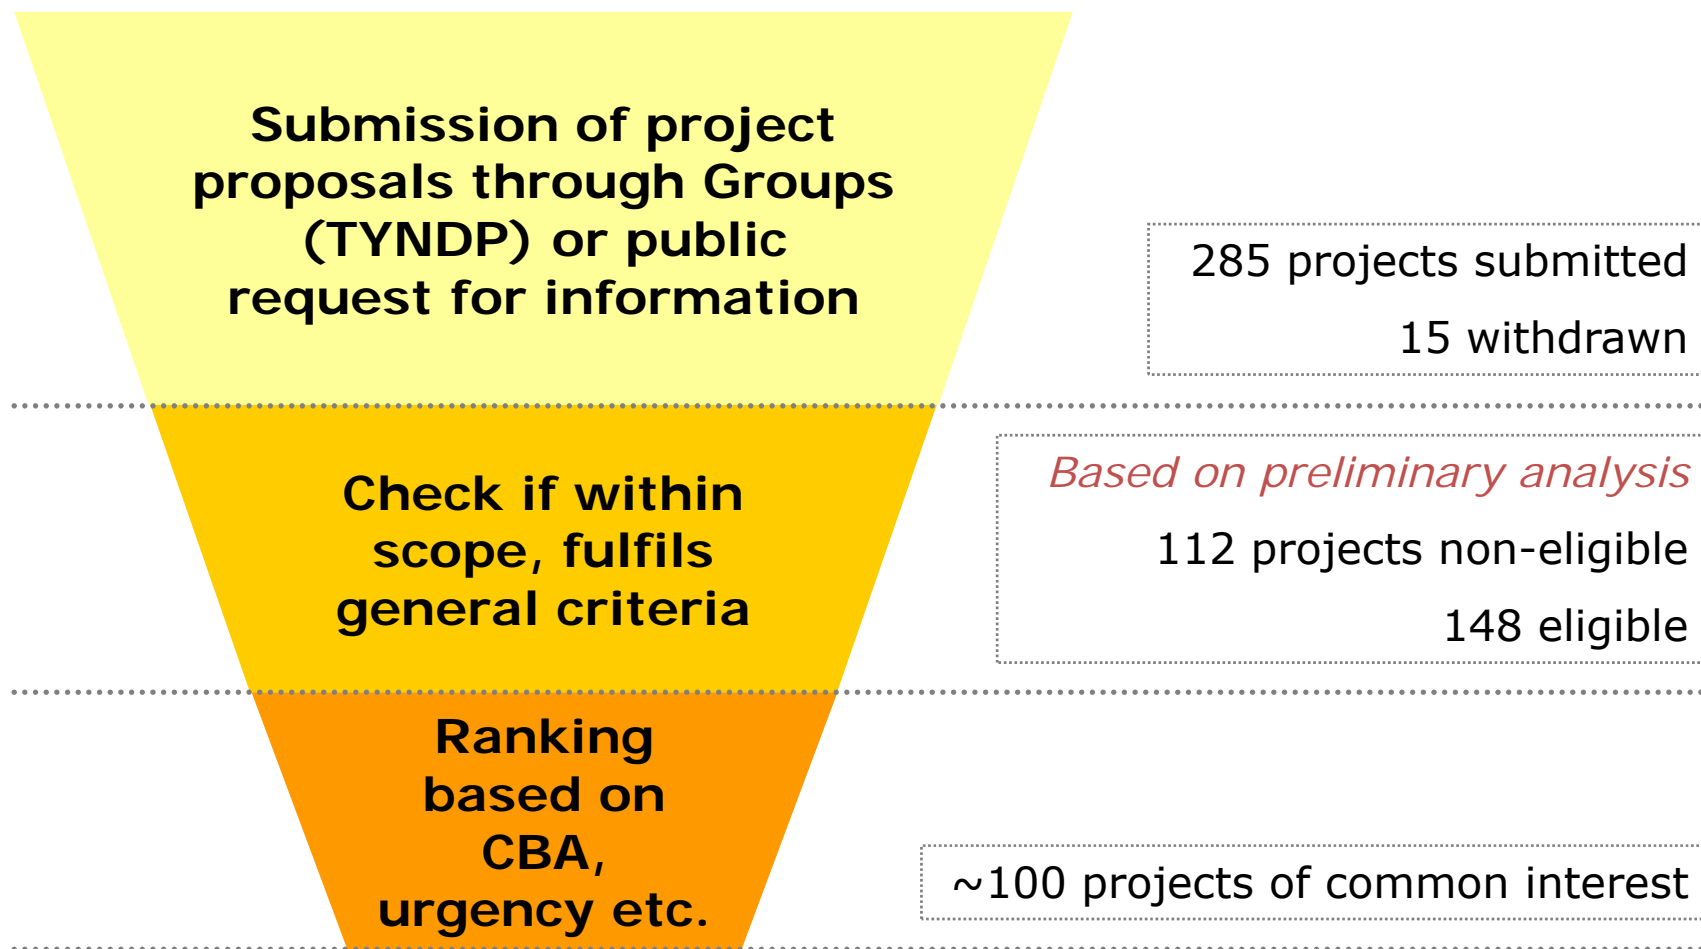 Submission of project
proposals through Groups
(TYNDP) or public
request for information
285 projects submitted
15 withdrawn
Check if within
scope, fulfils
general criteria
Based on preliminary analysis
112 projects non-eligible
148 eligible
Ranking
based on
CBA,
urgency etc.
~100 projects of common interest